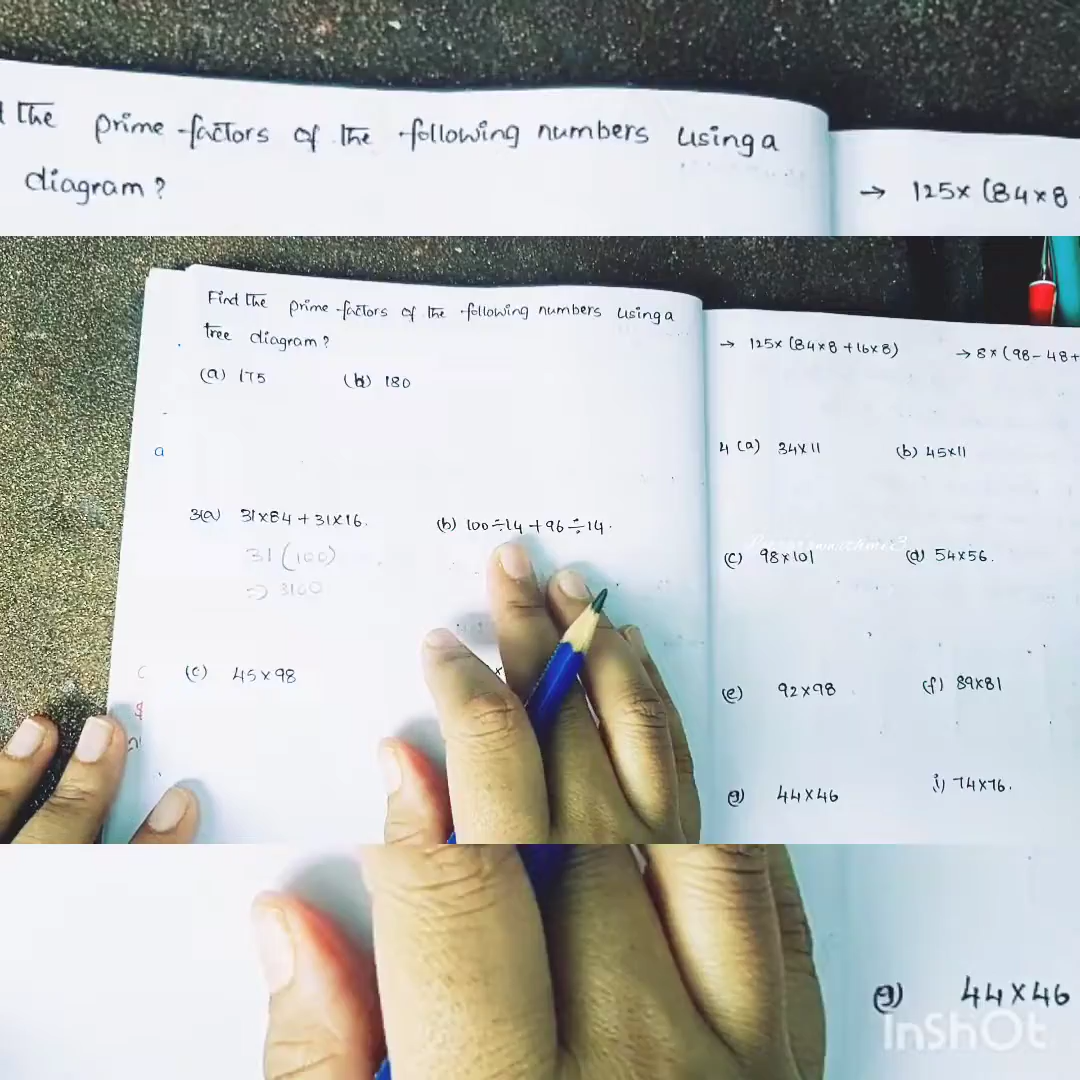 The prime factors of the following numbers using a
diagram?
→ 125x (84x8
Find the prime factors of the following numbers using a
tree diagram?
(a) 175 (b) 180
a
3(a) 31x84 + 31x16.
31 (100)
=> 3100
(b) 100÷14 + 96÷14.
(c) 45x98
→ 125x (84x8 + 16x8)
→ 8x (98 - 48+
4 (a) 34x11
(b) 45x11
(c) 98x101
(d) 54x56.
(e) 92x98
(f) 89x81
g) 44x46
i) 74x76.
g) 44x46
InShOt